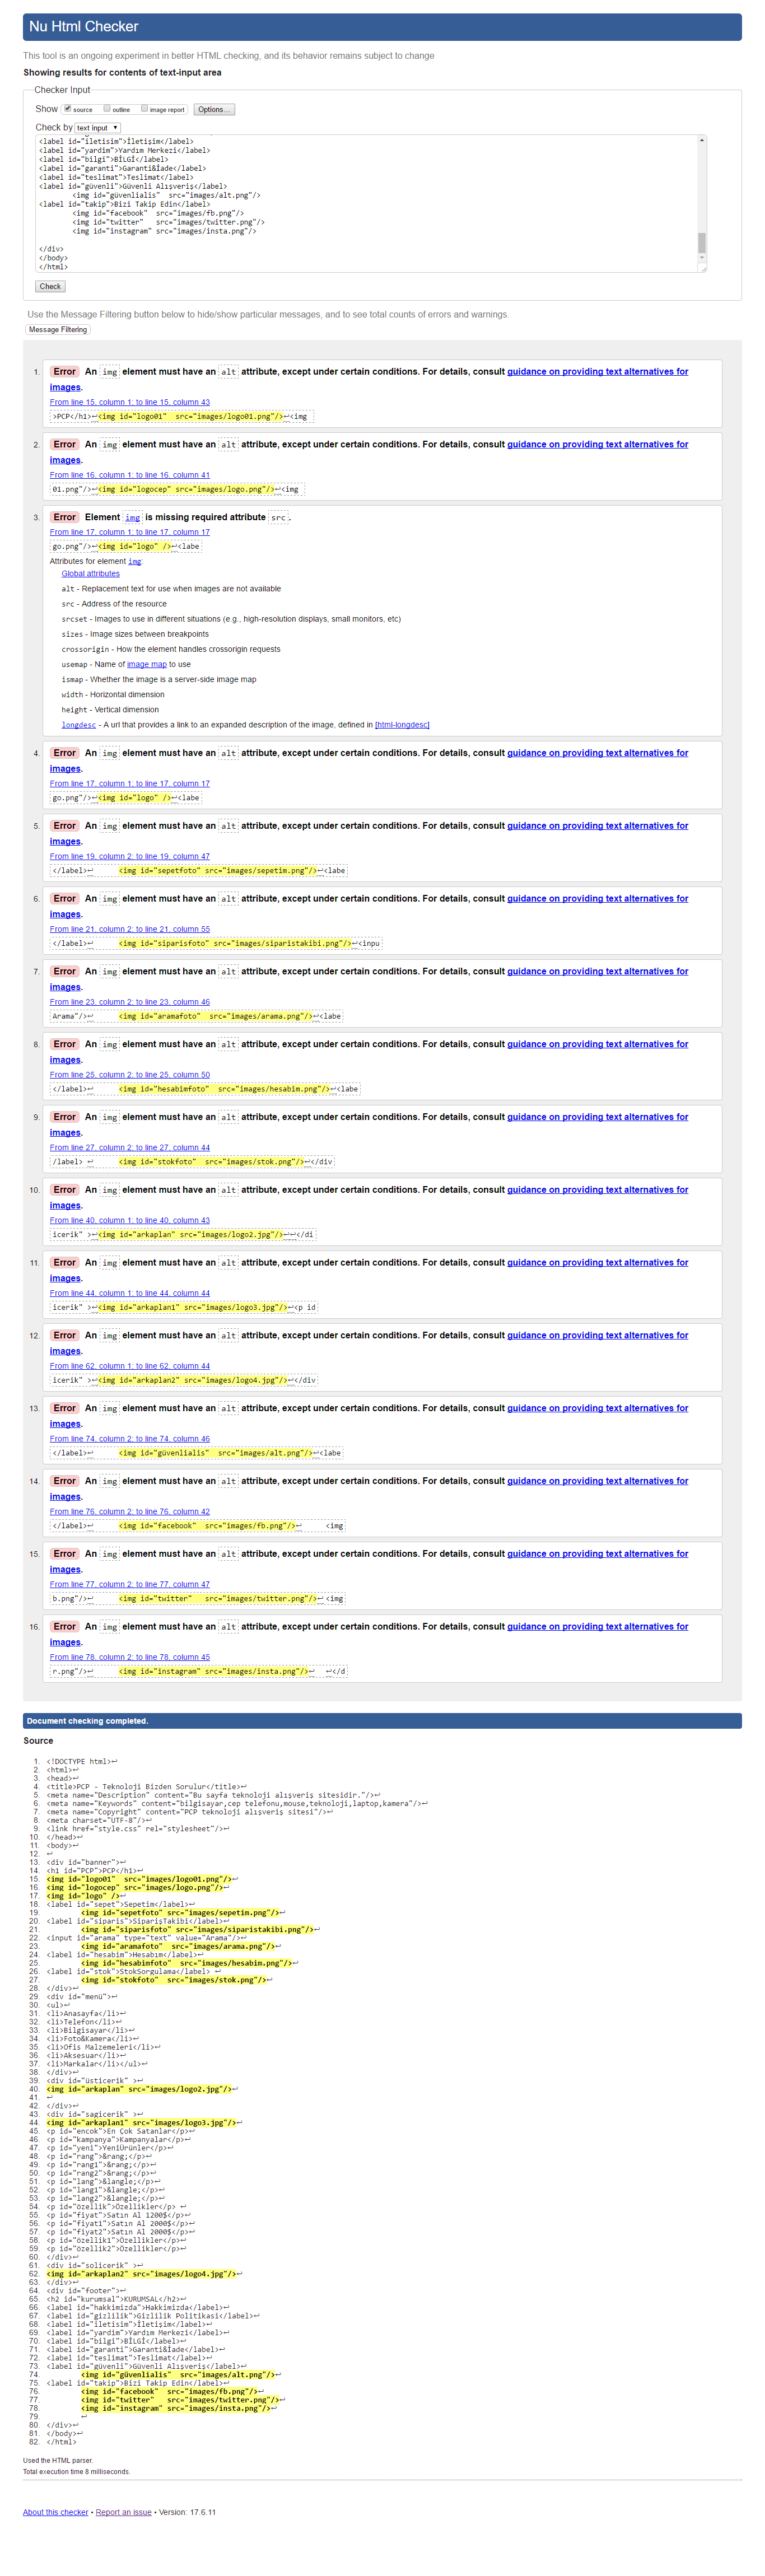 Nu Html Checker
This tool is an ongoing experiment in better HTML checking, and its behavior remains subject to change
Showing results for contents of text-input area
Checker Input
Show source outline image report Options...
Check by text input
<label id="iletisim">İletişim</label>
<label id="yardim">Yardım Merkezi</label>
<label id="bilgi">BİLGİ</label>
<label id="garanti">Garanti&İade</label>
<label id="teslimat">Teslimat</label>
<label id="güvenli">Güvenli Alışveriş</label>
<img id="güvenlialis"  src="images/alt.png"/>
<label id="takip">Bizi Takip Edin</label>
<img id="facebook"  src="images/fb.png"/>
<img id="twitter"   src="images/twitter.png"/>
<img id="instagram" src="images/insta.png"/>
</div>
</body>
</html>
Check
Use the Message Filtering button below to hide/show particular messages, and to see total counts of errors and warnings.
Message Filtering
1. Error An img element must have an alt attribute, except under certain conditions. For details, consult guidance on providing text alternatives for
images.
From line 15, column 1; to line 15, column 43
>PCP</h1>↩<img id="logo01"  src="images/logo01.png"/>↩<img
2. Error An img element must have an alt attribute, except under certain conditions. For details, consult guidance on providing text alternatives for
images.
From line 16, column 1; to line 16, column 41
01.png"/>↩<img id="logocep" src="images/logo.png"/>↩<img
3. Error Element img is missing required attribute src.
From line 17, column 1; to line 17, column 17
go.png"/>↩<img id="logo" />↩<labe
Attributes for element img:
Global attributes
alt - Replacement text for use when images are not available
src - Address of the resource
srcset - Images to use in different situations (e.g., high-resolution displays, small monitors, etc)
sizes - Image sizes between breakpoints
crossorigin - How the element handles crossorigin requests
usemap - Name of image map to use
ismap - Whether the image is a server-side image map
width - Horizontal dimension
height - Vertical dimension
longdesc - A url that provides a link to an expanded description of the image, defined in [html-longdesc]
4. Error An img element must have an alt attribute, except under certain conditions. For details, consult guidance on providing text alternatives for
images.
From line 17, column 1; to line 17, column 17
go.png"/>↩<img id="logo" />↩<labe
5. Error An img element must have an alt attribute, except under certain conditions. For details, consult guidance on providing text alternatives for
images.
From line 19, column 2; to line 19, column 47
</label>↩ <img id="sepetfoto" src="images/sepetim.png"/>↩<labe
6. Error An img element must have an alt attribute, except under certain conditions. For details, consult guidance on providing text alternatives for
images.
From line 21, column 2; to line 21, column 55
</label>↩ <img id="siparisfoto" src="images/siparistakibi.png"/>↩<inpu
7. Error An img element must have an alt attribute, except under certain conditions. For details, consult guidance on providing text alternatives for
images.
From line 23, column 2; to line 23, column 46
Arama"/>↩ <img id="aramafoto"  src="images/arama.png"/>↩<labe
8. Error An img element must have an alt attribute, except under certain conditions. For details, consult guidance on providing text alternatives for
images.
From line 25, column 2; to line 25, column 50
</label>↩ <img id="hesabimfoto"  src="images/hesabim.png"/>↩<labe
9. Error An img element must have an alt attribute, except under certain conditions. For details, consult guidance on providing text alternatives for
images.
From line 27, column 2; to line 27, column 44
/label> ↩ <img id="stokfoto"  src="images/stok.png"/>↩</div
10. Error An img element must have an alt attribute, except under certain conditions. For details, consult guidance on providing text alternatives for
images.
From line 40, column 1; to line 40, column 43
icerik" >↩<img id="arkaplan" src="images/logo2.jpg"/>↩↩</di
11. Error An img element must have an alt attribute, except under certain conditions. For details, consult guidance on providing text alternatives for
images.
From line 44, column 1; to line 44, column 44
icerik" >↩<img id="arkaplan1" src="images/logo3.jpg"/>↩<p id
12. Error An img element must have an alt attribute, except under certain conditions. For details, consult guidance on providing text alternatives for
images.
From line 62, column 1; to line 62, column 44
icerik" >↩<img id="arkaplan2" src="images/logo4.jpg"/>↩</div
13. Error An img element must have an alt attribute, except under certain conditions. For details, consult guidance on providing text alternatives for
images.
From line 74, column 2; to line 74, column 46
</label>↩ <img id="güvenlialis"  src="images/alt.png"/>↩<labe
14. Error An img element must have an alt attribute, except under certain conditions. For details, consult guidance on providing text alternatives for
images.
From line 76, column 2; to line 76, column 42
</label>↩ <img id="facebook"  src="images/fb.png"/>↩ <img
15. Error An img element must have an alt attribute, except under certain conditions. For details, consult guidance on providing text alternatives for
images.
From line 77, column 2; to line 77, column 47
b.png"/>↩ <img id="twitter"   src="images/twitter.png"/>↩ <img
16. Error An img element must have an alt attribute, except under certain conditions. For details, consult guidance on providing text alternatives for
images.
From line 78, column 2; to line 78, column 45
r.png"/>↩ <img id="instagram" src="images/insta.png"/>↩ ↩</d
Document checking completed.
Source
1. <!DOCTYPE html>↩
2. <html>↩
3. <head>↩
4. <title>PCP - Teknoloji Bizden Sorulur</title>↩
5. <meta name="Description" content="Bu sayfa teknoloji alışveriş sitesidir."/>↩
6. <meta name="Keywords" content="bilgisayar,cep telefonu,mouse,teknoloji,laptop,kamera"/>↩
7. <meta name="Copyright" content="PCP teknoloji alışveriş sitesi"/>↩
8. <meta charset="UTF-8"/>↩
9. <link href="style.css" rel="stylesheet"/>↩
10. </head>↩
11. <body>↩
12. ↩
13. <div id="banner">↩
14. <h1 id="PCP">PCP</h1>↩
15. <img id="logo01"  src="images/logo01.png"/>↩
16. <img id="logocep" src="images/logo.png"/>↩
17. <img id="logo" />↩
18. <label id="sepet">Sepetim</label>↩
19. <img id="sepetfoto" src="images/sepetim.png"/>↩
20. <label id="siparis">SiparişTakibi</label>↩
21. <img id="siparisfoto" src="images/siparistakibi.png"/>↩
22. <input id="arama" type="text" value="Arama"/>↩
23. <img id="aramafoto"  src="images/arama.png"/>↩
24. <label id="hesabim">Hesabım</label>↩
25. <img id="hesabimfoto"  src="images/hesabim.png"/>↩
26. <label id="stok">StokSorgulama</label> ↩
27. <img id="stokfoto"  src="images/stok.png"/>↩
28. </div>↩
29. <div id="menü">↩
30. <ul>↩
31. <li>Anasayfa</li>↩
32. <li>Telefon</li>↩
33. <li>Bilgisayar</li>↩
34. <li>Foto&Kamera</li>↩
35. <li>Ofis Malzemeleri</li>↩
36. <li>Aksesuar</li>↩
37. <li>Markalar</li></ul>↩
38. </div>↩
39. <div id="üsticerik" >↩
40. <img id="arkaplan" src="images/logo2.jpg"/>↩
41. ↩
42. </div>↩
43. <div id="sagicerik" >↩
44. <img id="arkaplan1" src="images/logo3.jpg"/>↩
45. <p id="encok">En Çok Satanlar</p>↩
46. <p id="kampanya">Kampanyalar</p>↩
47. <p id="yeni">YeniÜrünler</p>↩
48. <p id="rang">&rang;</p>↩
49. <p id="rang1">&rang;</p>↩
50. <p id="rang2">&rang;</p>↩
51. <p id="lang">&langle;</p>↩
52. <p id="lang1">&langle;</p>↩
53. <p id="lang2">&langle;</p>↩
54. <p id="özellik">Özellikler</p> ↩
55. <p id="fiyat">Satın Al 1200$</p>↩
56. <p id="fiyat1">Satın Al 2000$</p>↩
57. <p id="fiyat2">Satın Al 2000$</p>↩
58. <p id="özellik1">Özellikler</p>↩
59. <p id="özellik2">Özellikler</p>↩
60. </div>↩
61. <div id="solicerik" >↩
62. <img id="arkaplan2" src="images/logo4.jpg"/>↩
63. </div>↩
64. <div id="footer">↩
65. <h2 id="kurumsal">KURUMSAL</h2>↩
66. <label id="hakkimizda">Hakkimizda</label>↩
67. <label id="gizlilik">Gizlilik Politikasi</label>↩
68. <label id="iletisim">İletişim</label>↩
69. <label id="yardim">Yardım Merkezi</label>↩
70. <label id="bilgi">BİLGİ</label>↩
71. <label id="garanti">Garanti&İade</label>↩
72. <label id="teslimat">Teslimat</label>↩
73. <label id="güvenli">Güvenli Alışveriş</label>↩
74. <img id="güvenlialis"  src="images/alt.png"/>↩
75. <label id="takip">Bizi Takip Edin</label>↩
76. <img id="facebook"  src="images/fb.png"/>↩
77. <img id="twitter"   src="images/twitter.png"/>↩
78. <img id="instagram" src="images/insta.png"/>↩
79. ↩
80. </div>↩
81. </body>↩
82. </html>
Used the HTML parser.
Total execution time 8 milliseconds.
About this checker • Report an issue • Version: 17.6.11